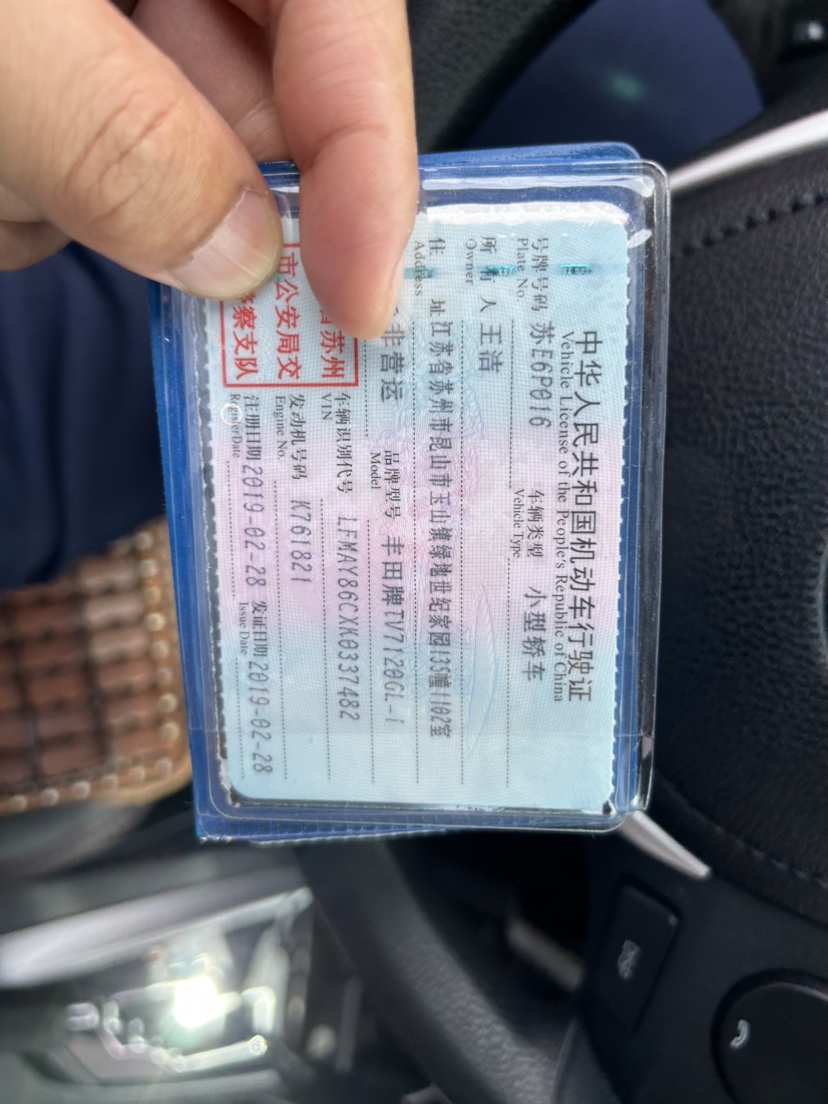 中华人民共和国机动车行驶证
Vehicle License of the People's Republic of China
号牌号码 苏E6P016 车辆类型 小型轿车
Plate No. Vehicle Type
所有人 王洁
Owner
住址 江苏省苏州市昆山市玉山镇绿地世纪家园135幢1102室
Address
非营运 品牌型号 丰田牌TV7120GL-i
Model
车辆识别代号 LFMAY86CXK0337482
VIN
发动机号码 K761821
Engine No.
注册日期 2019-02-28 发证日期 2019-02-28
Date Issue Date
苏州
市公安局交
察支队